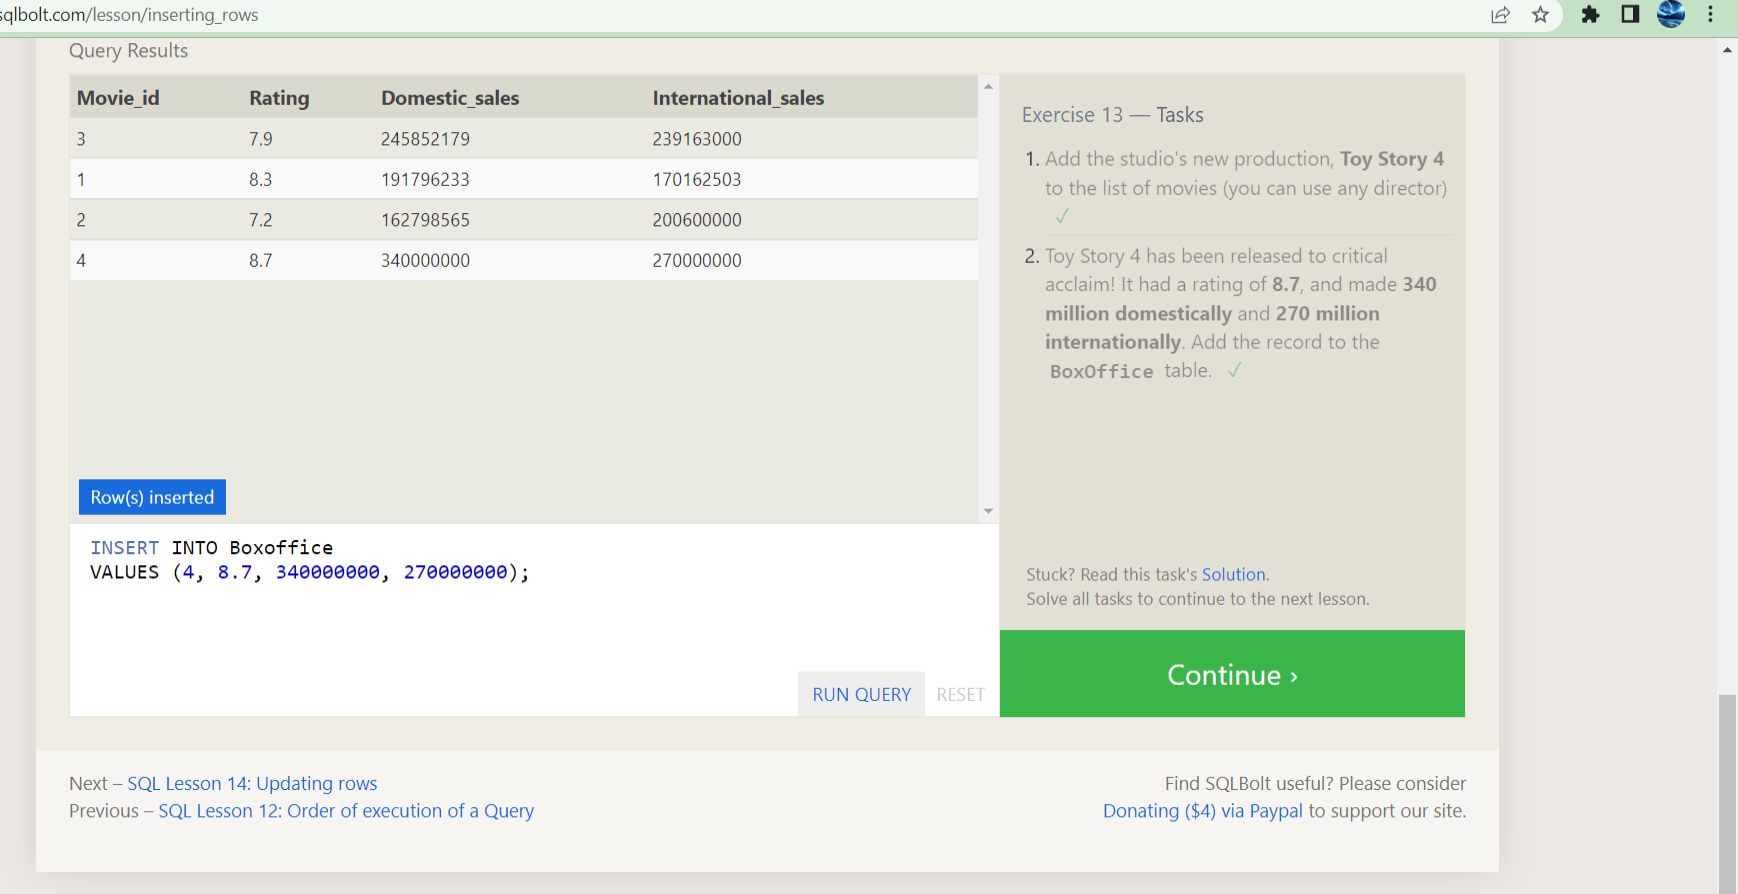 sqlbolt.com/lesson/inserting_rows
Query Results
Movie_id Rating Domestic_sales International_sales
3 7.9 245852179 239163000
1 8.3 191796233 170162503
2 7.2 162798565 200600000
4 8.7 340000000 270000000
Row(s) inserted
INSERT INTO Boxoffice
VALUES (4, 8.7, 340000000, 270000000);
RUN QUERY RESET
Exercise 13 — Tasks
1. Add the studio's new production, Toy Story 4
to the list of movies (you can use any director)
✓
2. Toy Story 4 has been released to critical
acclaim! It had a rating of 8.7, and made 340
million domestically and 270 million
internationally. Add the record to the
BoxOffice table. ✓
Stuck? Read this task's Solution.
Solve all tasks to continue to the next lesson.
Continue ›
Next – SQL Lesson 14: Updating rows
Previous – SQL Lesson 12: Order of execution of a Query
Find SQLBolt useful? Please consider
Donating ($4) via Paypal to support our site.